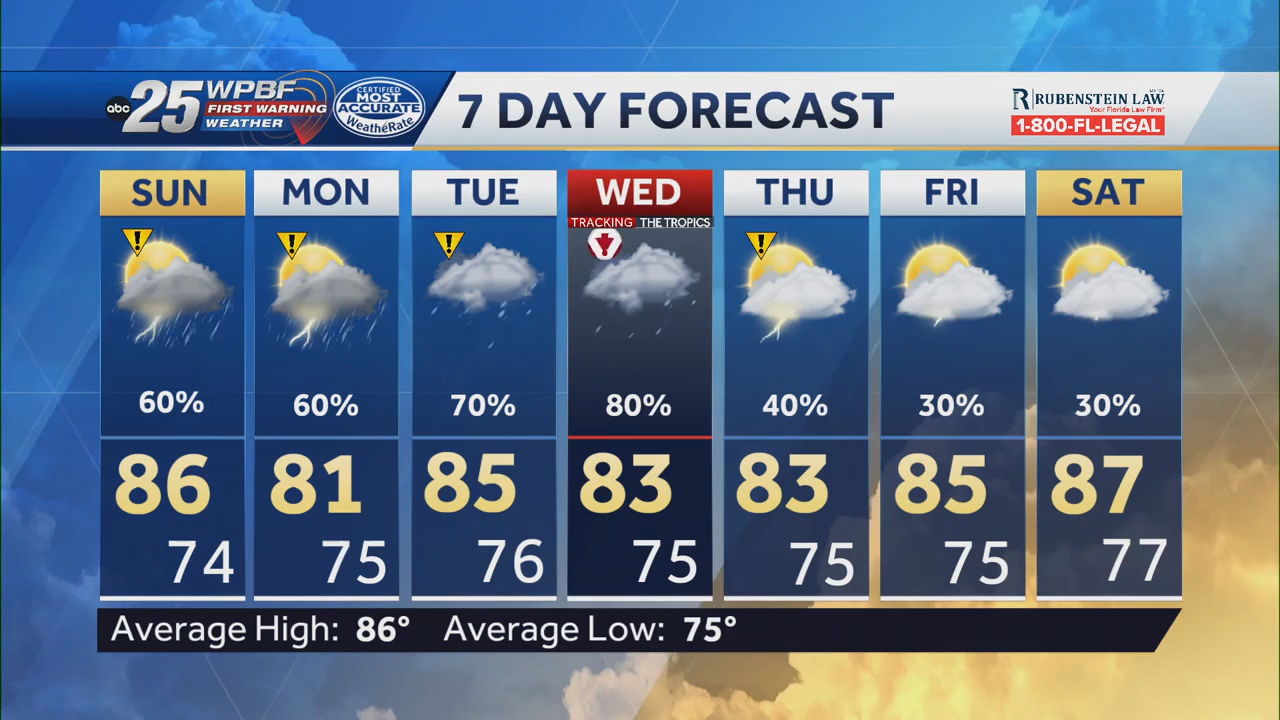 abc 25 WPBF
FIRST WARNING
WEATHER
CERTIFIED
MOST
ACCURATE
WeatheRate
7 DAY FORECAST
RUBENSTEIN LAW
Your Florida Law Firm
1-800-FL-LEGAL
SUN MON TUE WED THU FRI SAT
TRACKING THE TROPICS
! ! ! ! !
60% 60% 70% 80% 40% 30% 30%
86 81 85 83 83 85 87
74 75 76 75 75 75 77
Average High: 86° Average Low: 75°